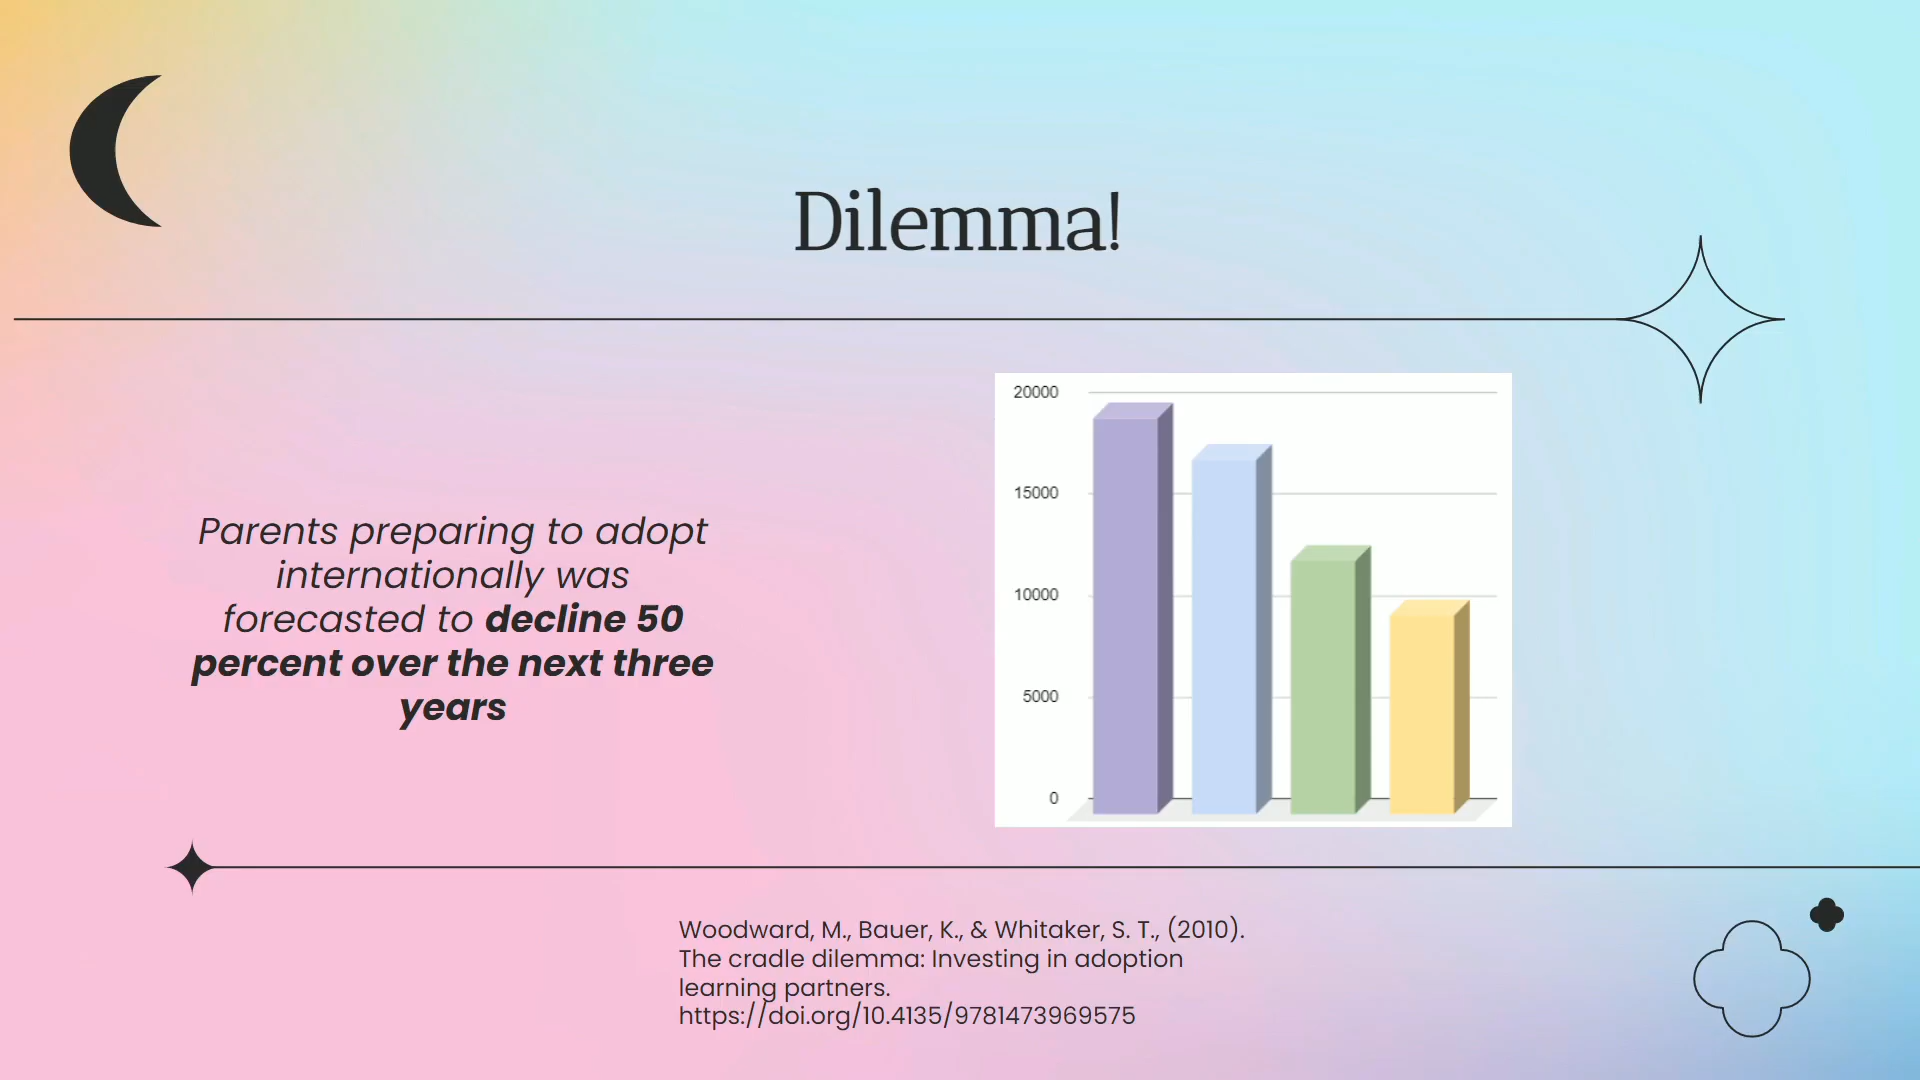 Dilemma!
Parents preparing to adopt
internationally was
forecasted to decline 50
percent over the next three
years
20000
15000
10000
5000
0
Woodward, M., Bauer, K., & Whitaker, S. T., (2010).
The cradle dilemma: Investing in adoption
learning partners.
https://doi.org/10.4135/9781473969575